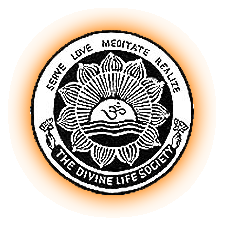 SERVE LOVE MEDITATE REALIZE
ॐ
THE DIVINE LIFE SOCIETY